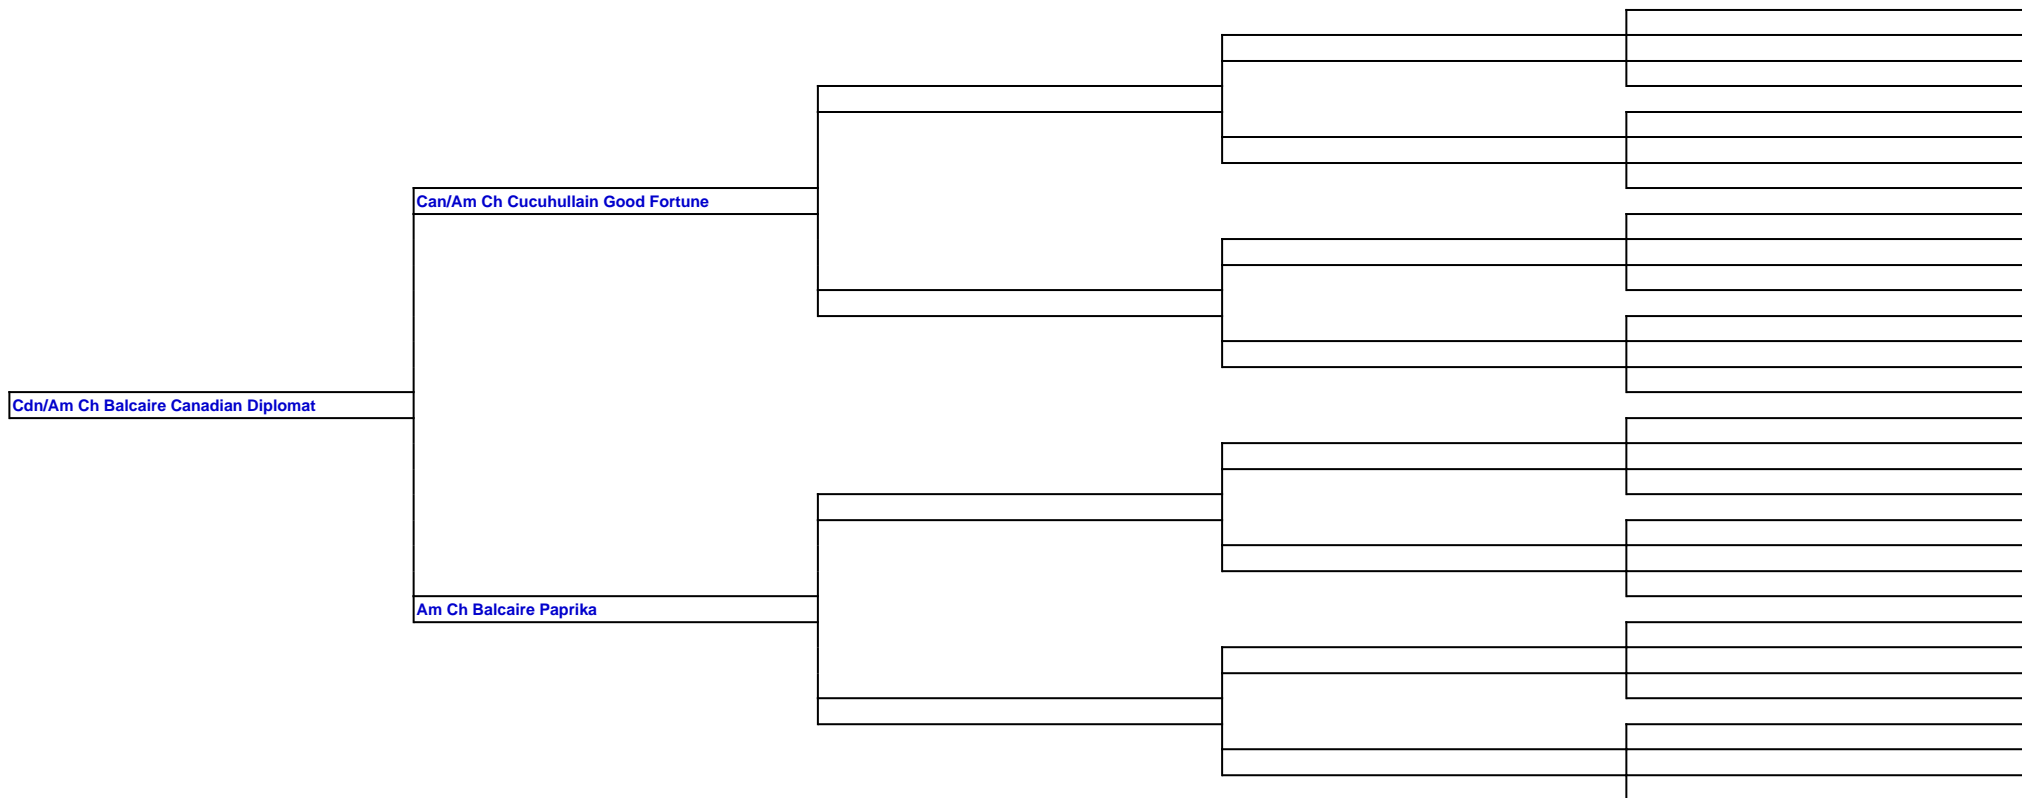 Can/Am Ch Cucuhullain Good Fortune
Cdn/Am Ch Balcaire Canadian Diplomat
Am Ch Balcaire Paprika